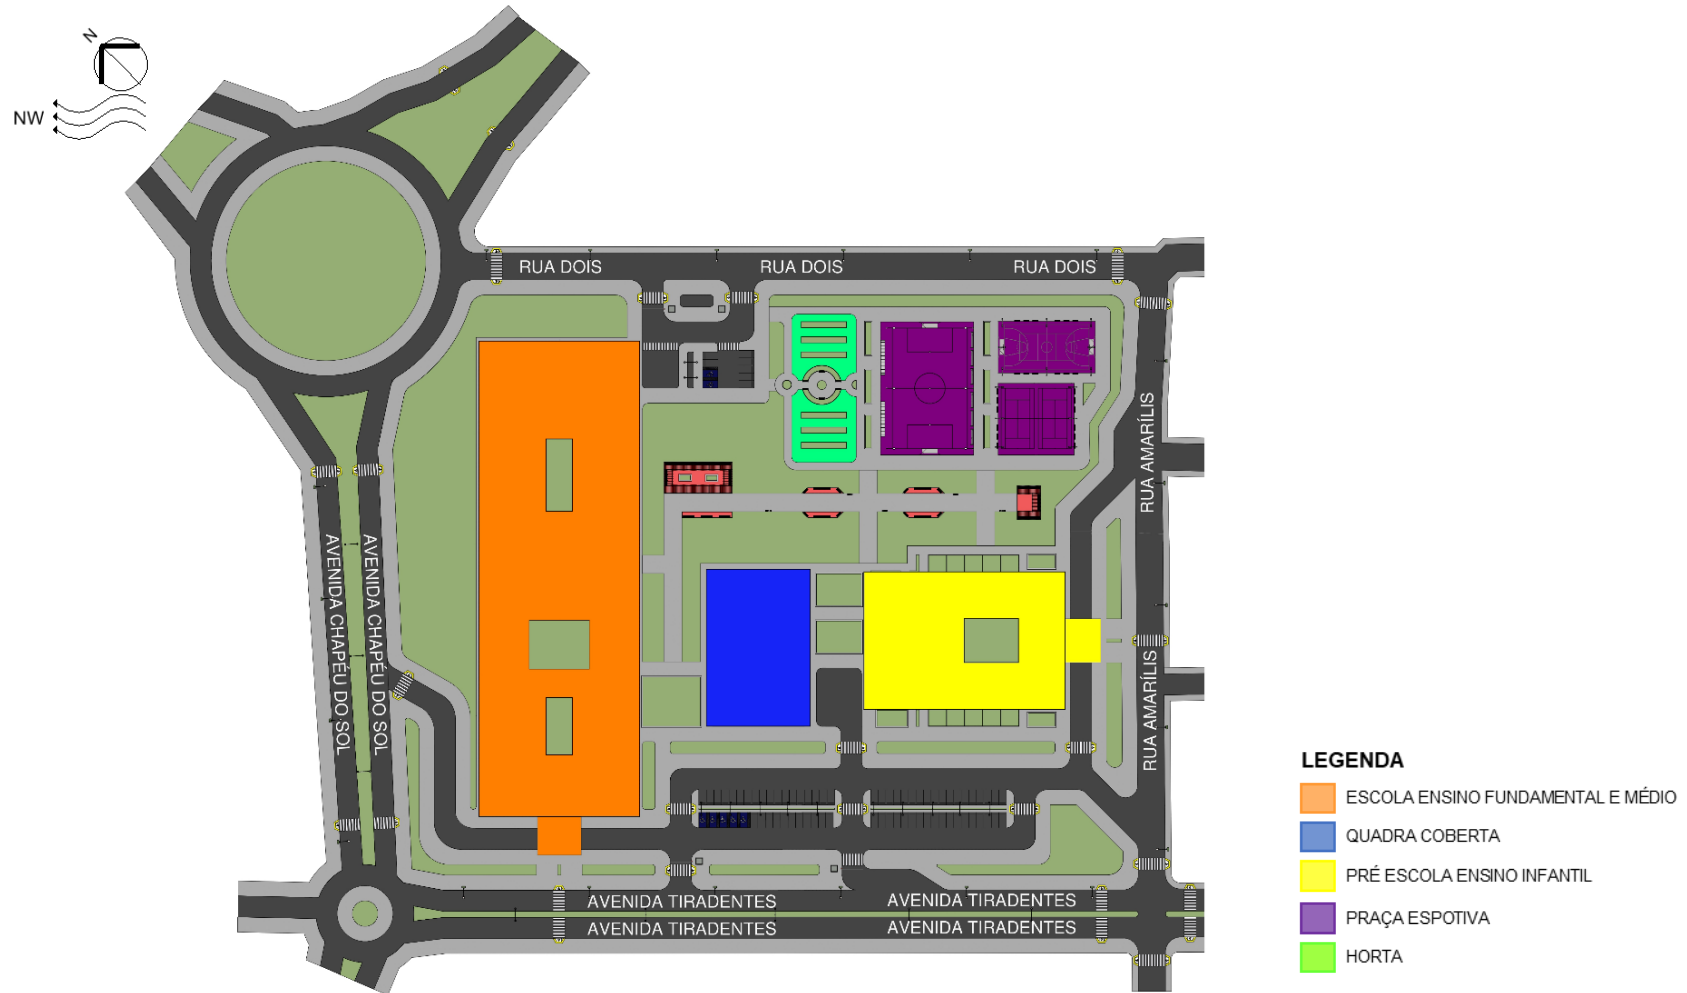 N
NW
RUA DOIS
RUA DOIS
RUA DOIS
RUA AMARÍLIS
AVENIDA CHAPÉU DO SOL
AVENIDA CHAPÉU DO SOL
RUA AMARÍLIS
AVENIDA TIRADENTES
AVENIDA TIRADENTES
AVENIDA TIRADENTES
AVENIDA TIRADENTES
LEGENDA
ESCOLA ENSINO FUNDAMENTAL E MÉDIO
QUADRA COBERTA
PRÉ ESCOLA ENSINO INFANTIL
PRAÇA ESPOTIVA
HORTA